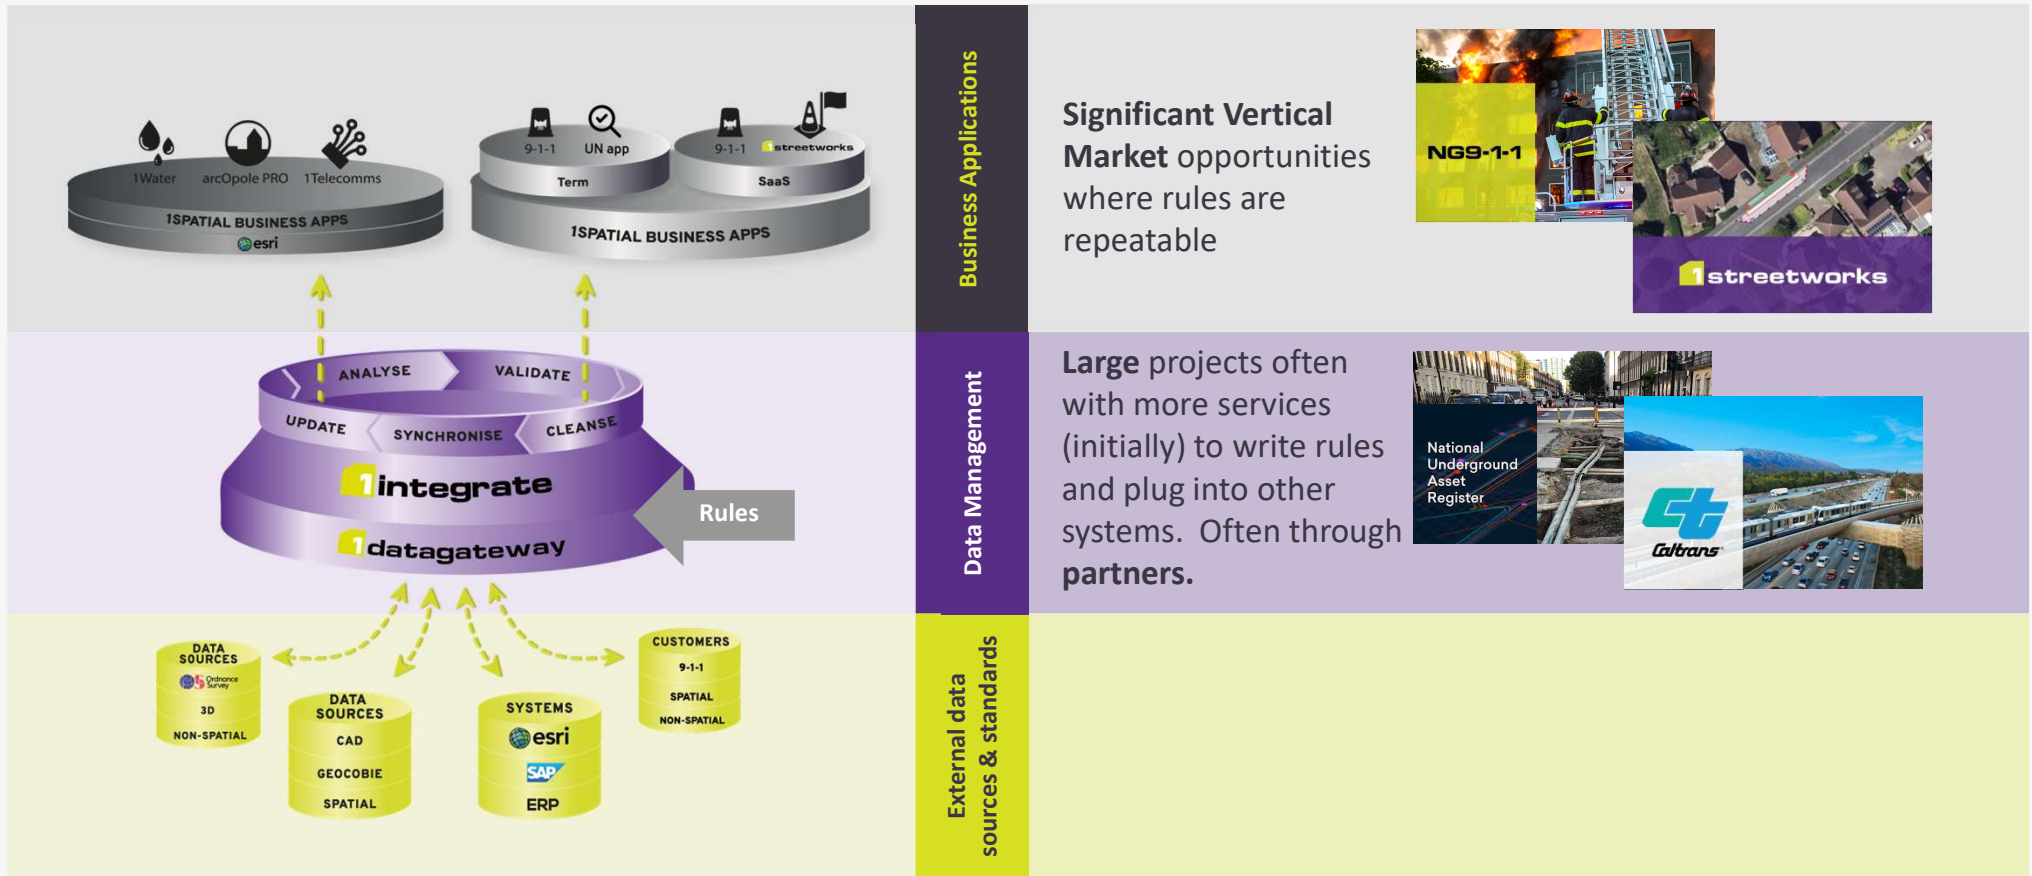 1Water
arcOpole PRO
1Telecomms
1SPATIAL BUSINESS APPS
esri
9-1-1
UN app
Term
9-1-1
1streetworks
SaaS
1SPATIAL BUSINESS APPS
Business Applications
Significant Vertical
Market opportunities
where rules are
repeatable
NG9-1-1
1streetworks
ANALYSE
VALIDATE
UPDATE
SYNCHRONISE
CLEANSE
1integrate
1datagateway
Rules
Data Management
Large projects often
with more services
(initially) to write rules
and plug into other
systems. Often through
partners.
National
Underground
Asset
Register
Caltrans
DATA
SOURCES
Ordnance
Survey
3D
NON-SPATIAL
DATA
SOURCES
CAD
GEOCOBIE
SPATIAL
SYSTEMS
esri
SAP
ERP
CUSTOMERS
9-1-1
SPATIAL
NON-SPATIAL
External data
sources & standards